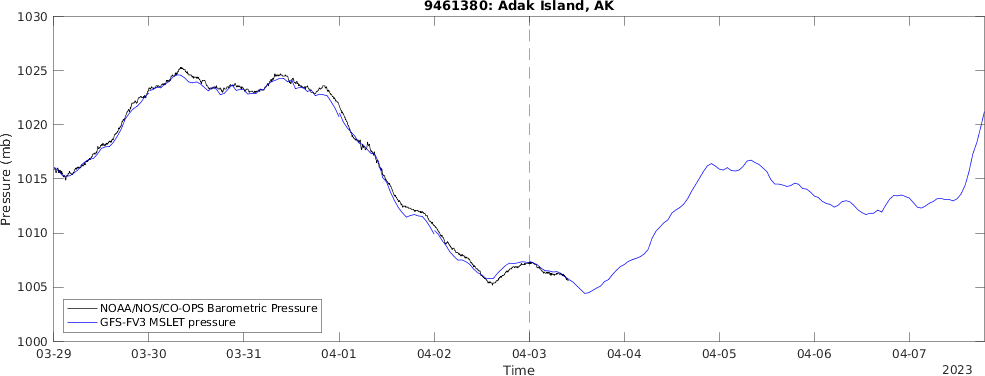 9461380: Adak Island, AK
1030
1025
1020
1015
1010
1005
1000
Pressure (mb)
NOAA/NOS/CO-OPS Barometric Pressure
GFS-FV3 MSLET pressure
03-29 03-30 03-31 04-01 04-02 04-03 04-04 04-05 04-06 04-07
Time
2023